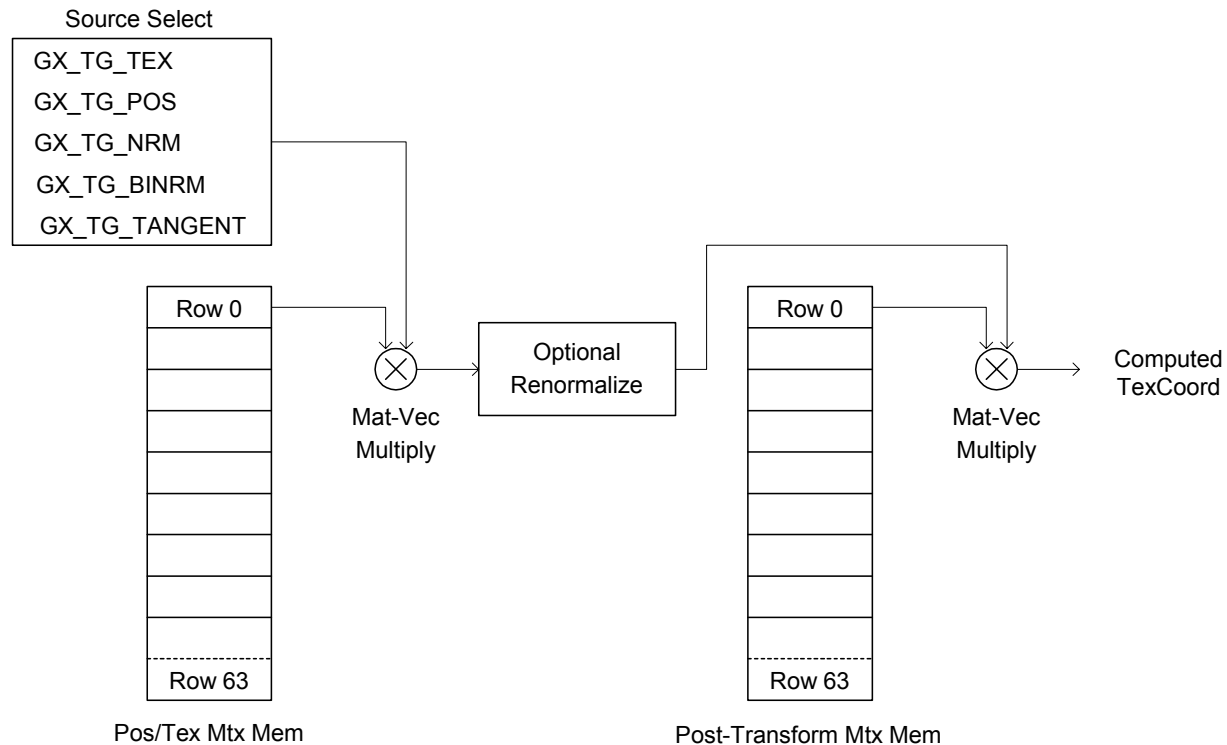 Source Select
GX_TG_TEX
GX_TG_POS
GX_TG_NRM
GX_TG_BINRM
GX_TG_TANGENT
Row 0
Row 63
Pos/Tex Mtx Mem
Mat-Vec
Multiply
Optional
Renormalize
Row 0
Row 63
Post-Transform Mtx Mem
Mat-Vec
Multiply
Computed
TexCoord